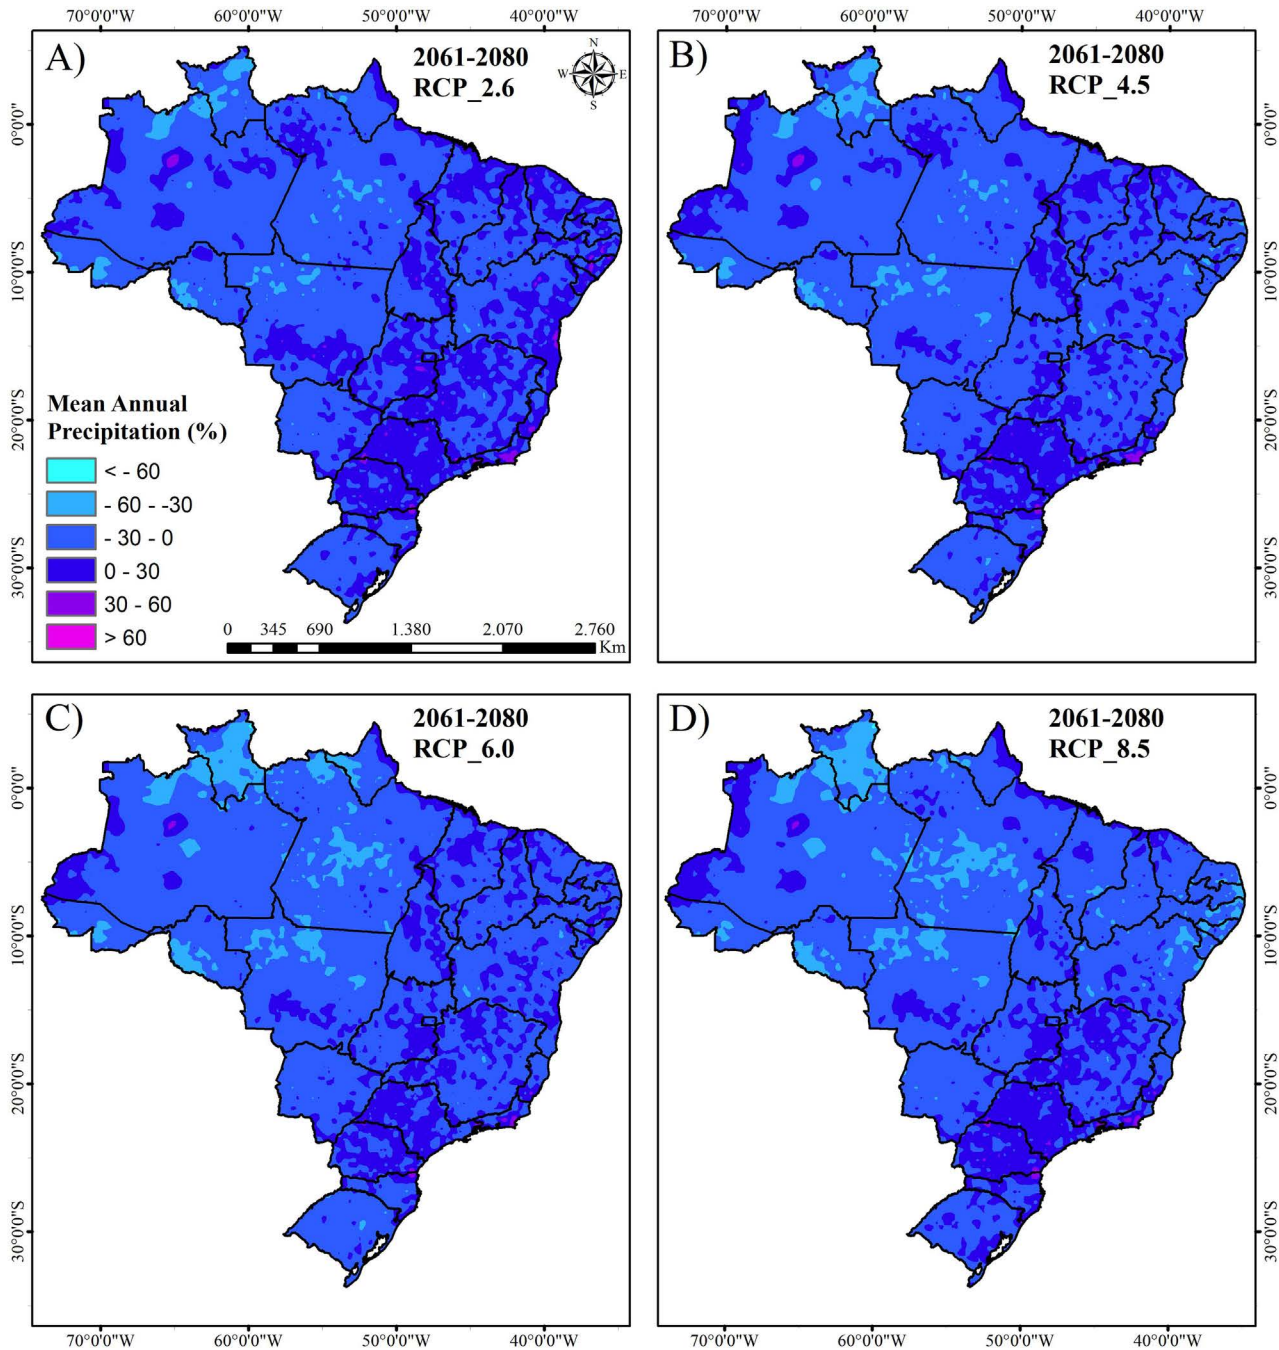 70°0'0"W 60°0'0"W 50°0'0"W 40°0'0"W 70°0'0"W 60°0'0"W 50°0'0"W 40°0'0"W
A)
2061-2080
RCP_2.6
N
W E
S
B)
2061-2080
RCP_4.5
0°0'0"
10°0'0"S
20°0'0"S
30°0'0"S
0°0'0"
10°0'0"S
20°0'0"S
30°0'0"S
Mean Annual
Precipitation (%)
< - 60
- 60 - -30
- 30 - 0
0 - 30
30 - 60
> 60
0 345 690 1.380 2.070 2.760
Km
C)
2061-2080
RCP_6.0
D)
2061-2080
RCP_8.5
0°0'0"
10°0'0"S
20°0'0"S
30°0'0"S
0°0'0"
10°0'0"S
20°0'0"S
30°0'0"S
70°0'0"W 60°0'0"W 50°0'0"W 40°0'0"W 70°0'0"W 60°0'0"W 50°0'0"W 40°0'0"W